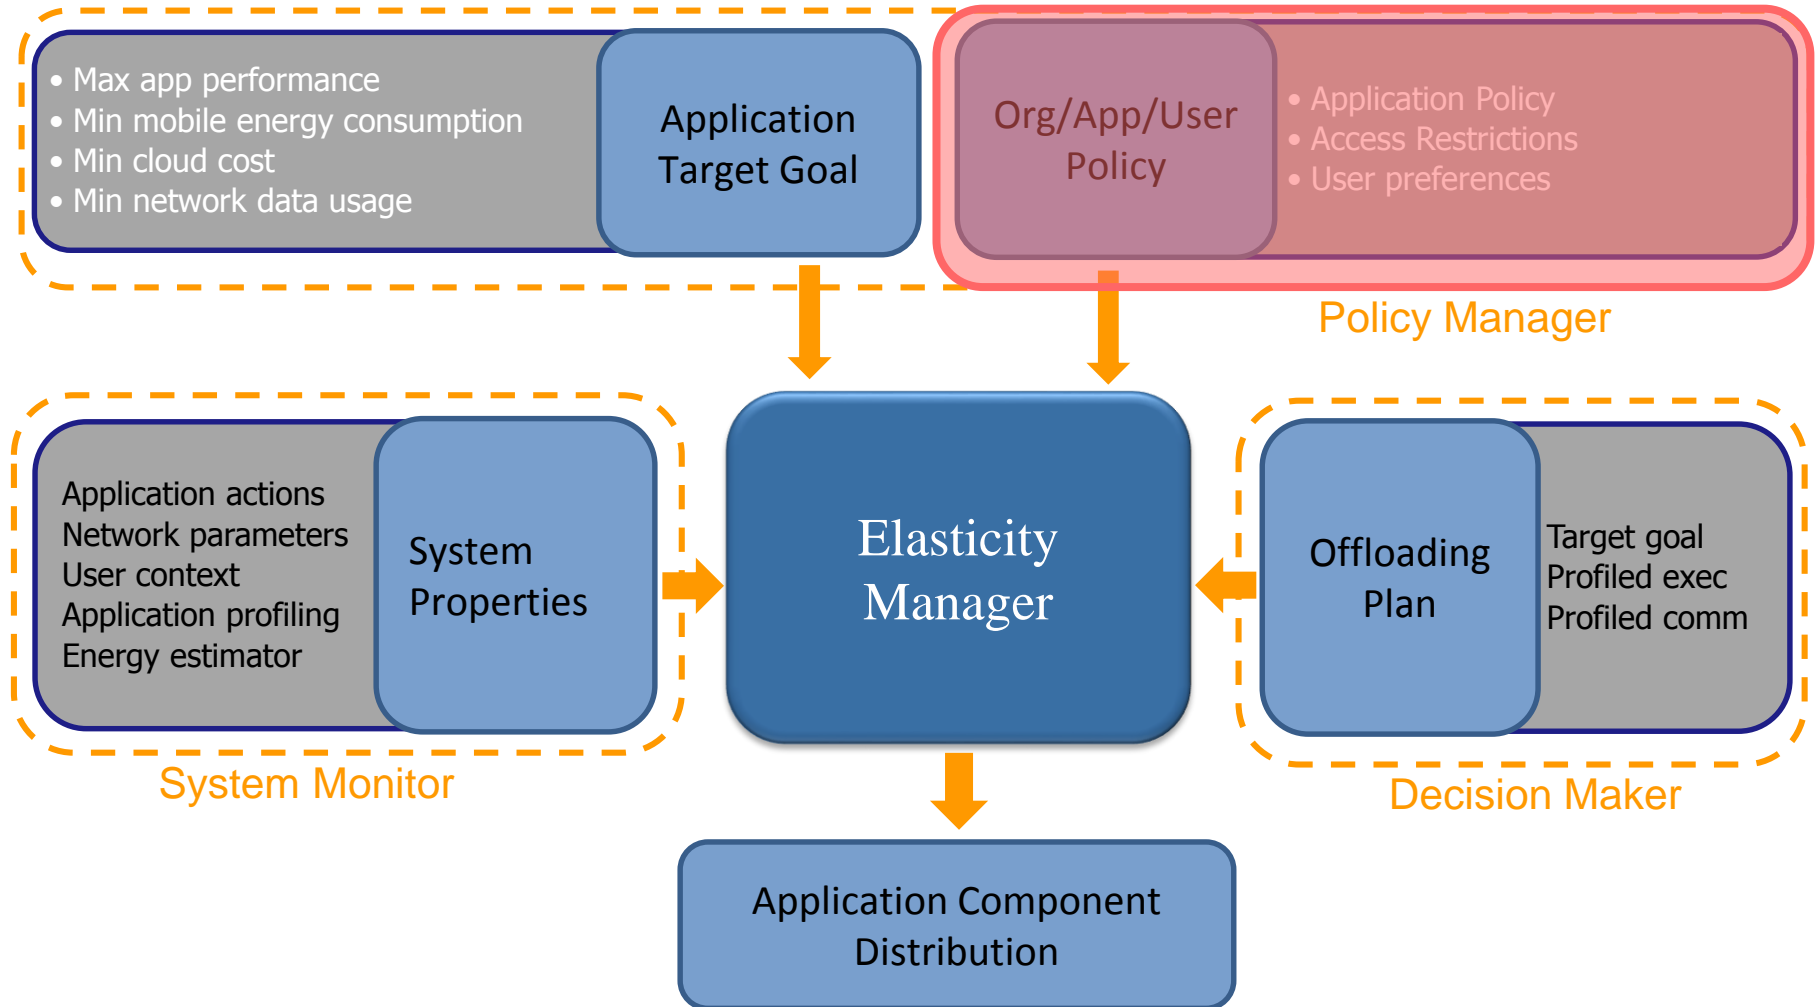 • Max app performance
• Min mobile energy consumption
• Min cloud cost
• Min network data usage
Application
Target Goal
Org/App/User
Policy
• Application Policy
• Access Restrictions
• User preferences
Policy Manager
Application actions
Network parameters
User context
Application profiling
Energy estimator
System
Properties
System Monitor
Elasticity
Manager
Offloading
Plan
Target goal
Profiled exec
Profiled comm
Decision Maker
Application Component
Distribution